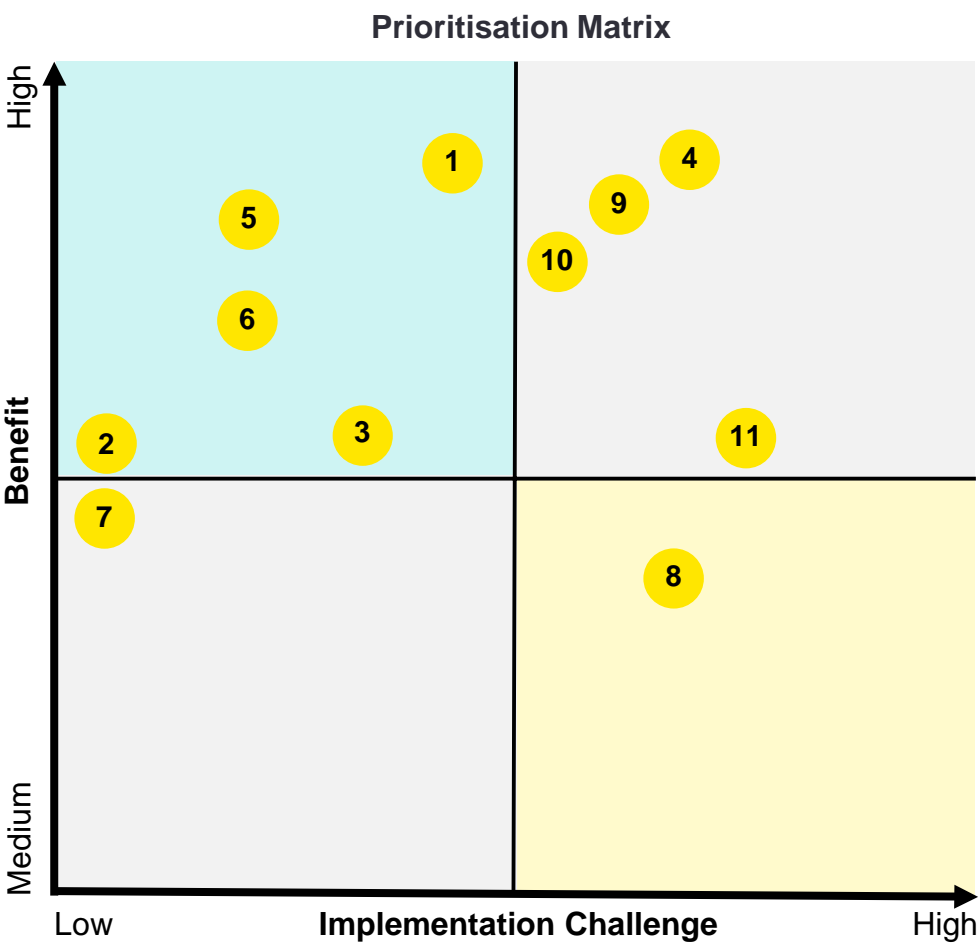 Prioritisation Matrix
High
1
4
5
9
10
6
Benefit
2
3
11
7
8
Medium
Low
Implementation Challenge
High